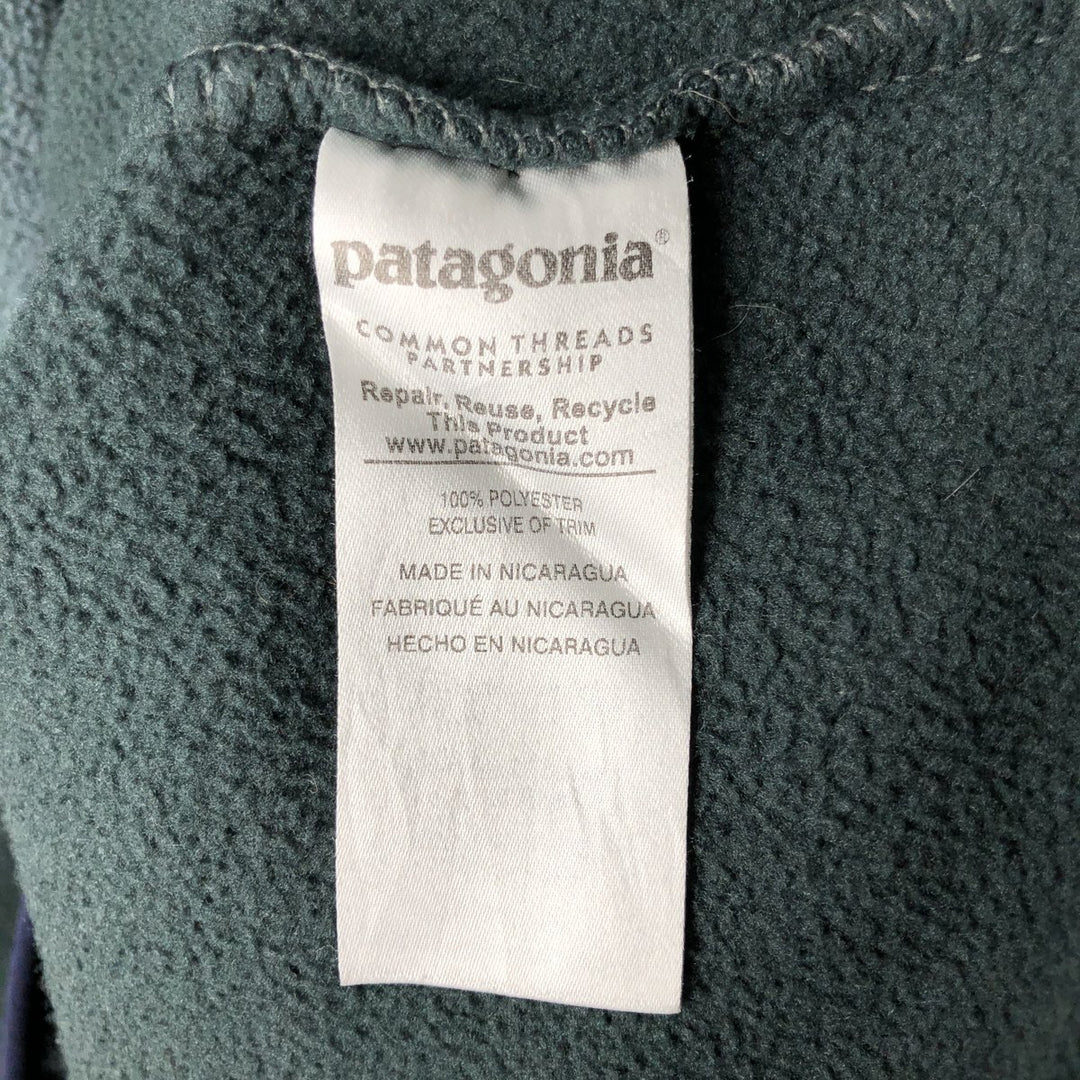 patagonia®
COMMON THREADS
PARTNERSHIP
Repair, Reuse, Recycle
This Product
www.patagonia.com
100% POLYESTER
EXCLUSIVE OF TRIM
MADE IN NICARAGUA
FABRIQUÉ AU NICARAGUA
HECHO EN NICARAGUA